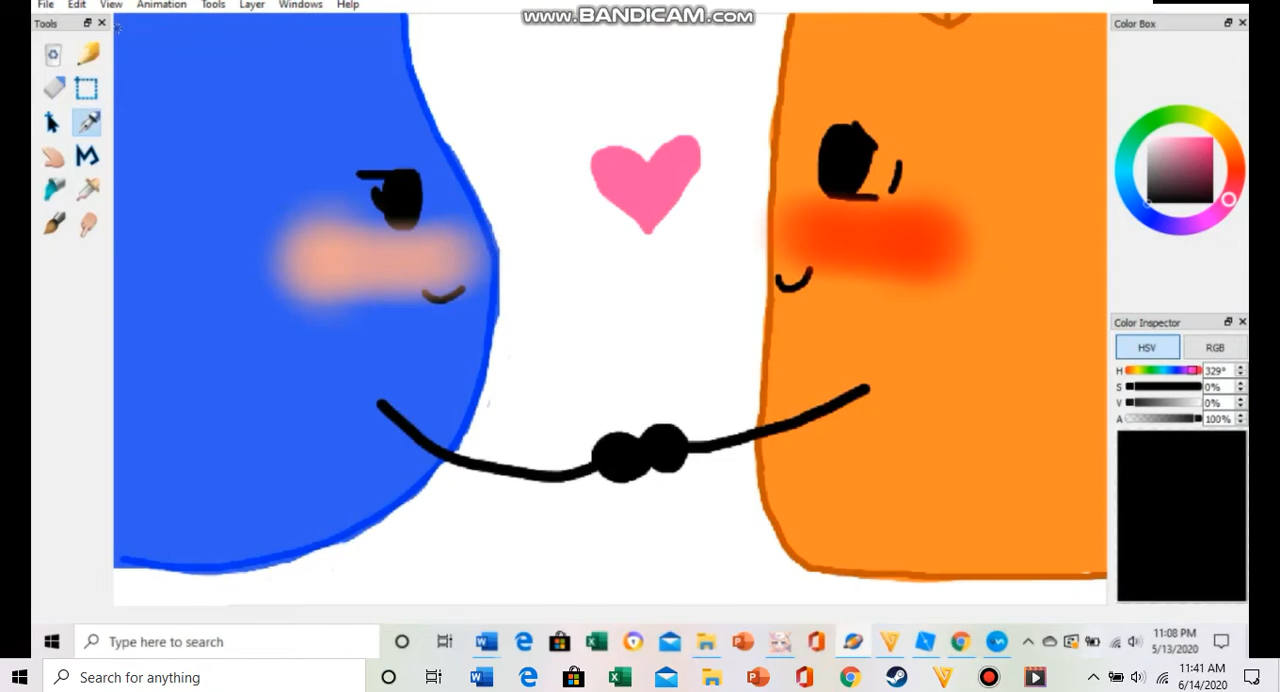 File Edit View Animation Tools Layer Windows Help
www.BANDICAM.com
Tools
Color Box
Color Inspector
HSV RGB
H 329°
S 0%
V 0%
A 100%
Type here to search
11:08 PM
5/13/2020
Search for anything
11:41 AM
6/14/2020